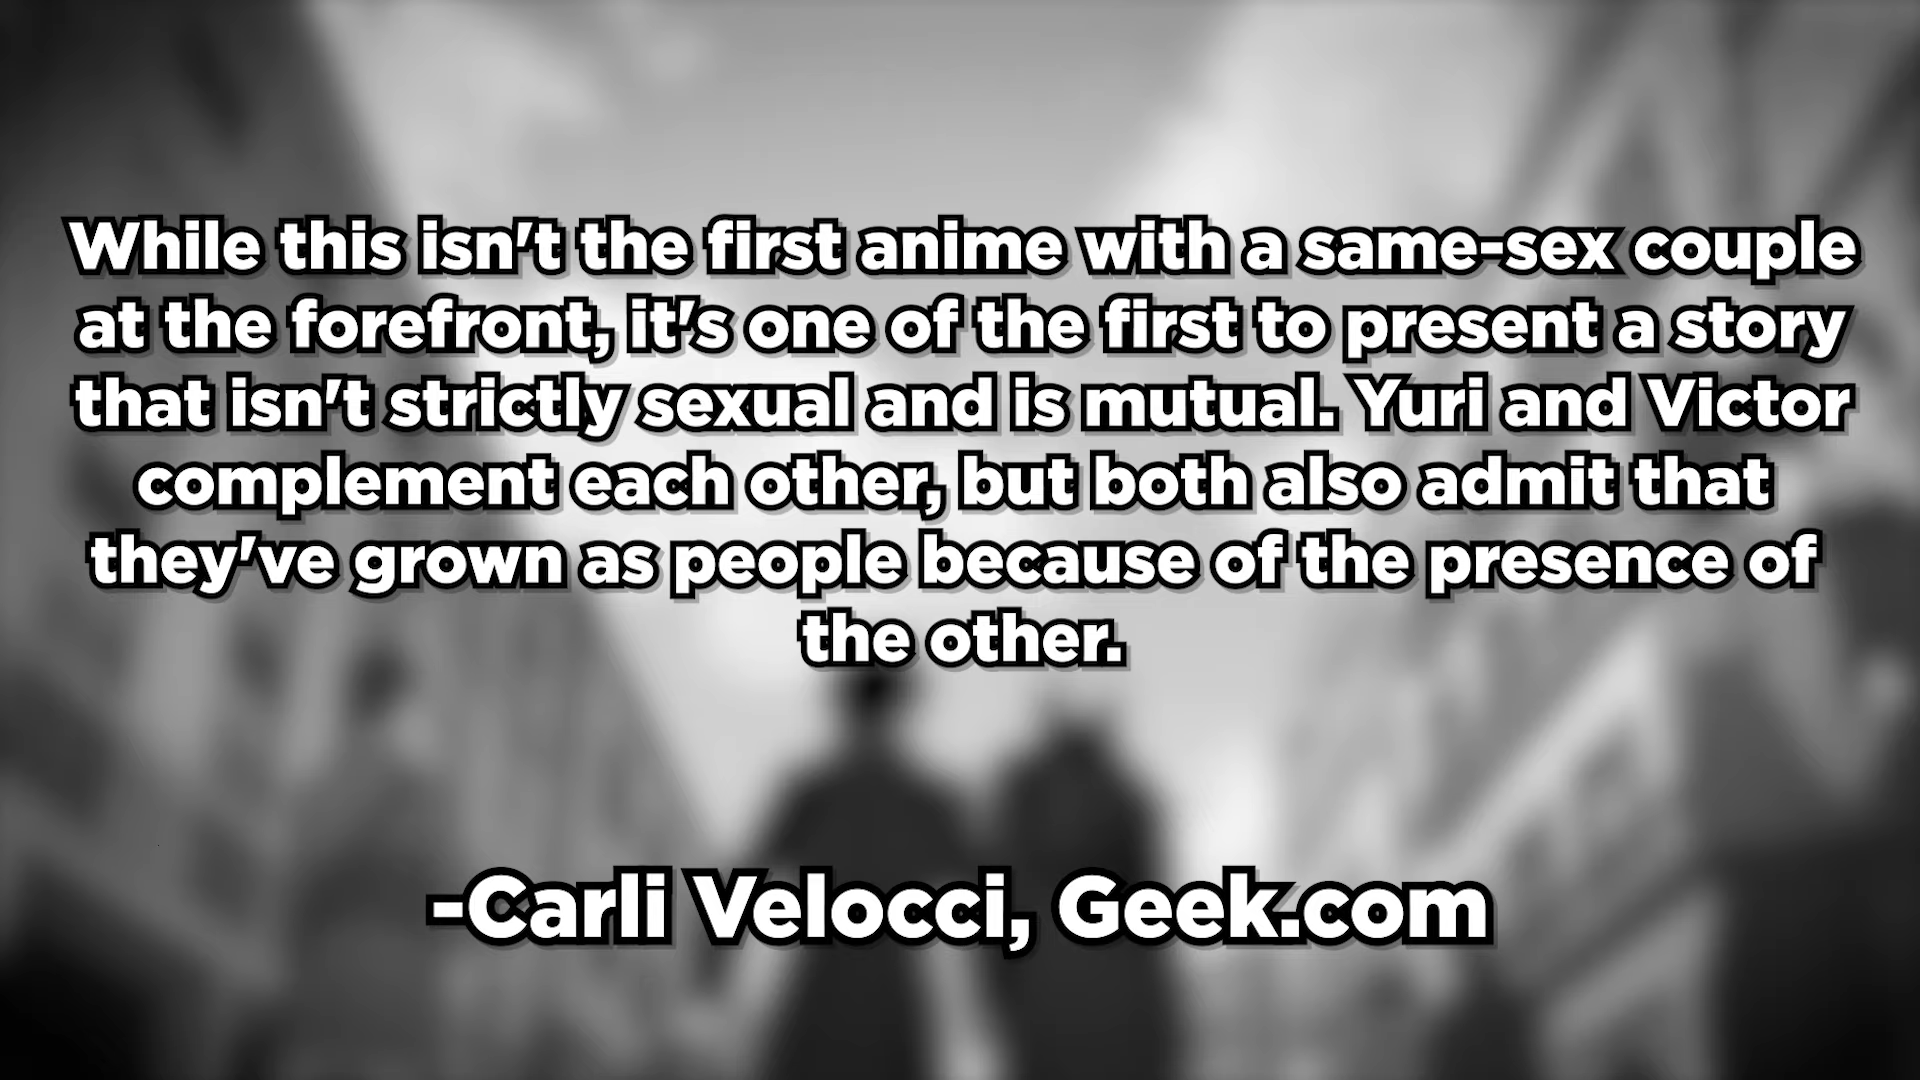 While this isn't the first anime with a same-sex couple
at the forefront, it's one of the first to present a story
that isn't strictly sexual and is mutual. Yuri and Victor
complement each other, but both also admit that
they've grown as people because of the presence of
the other.
-Carli Velocci, Geek.com